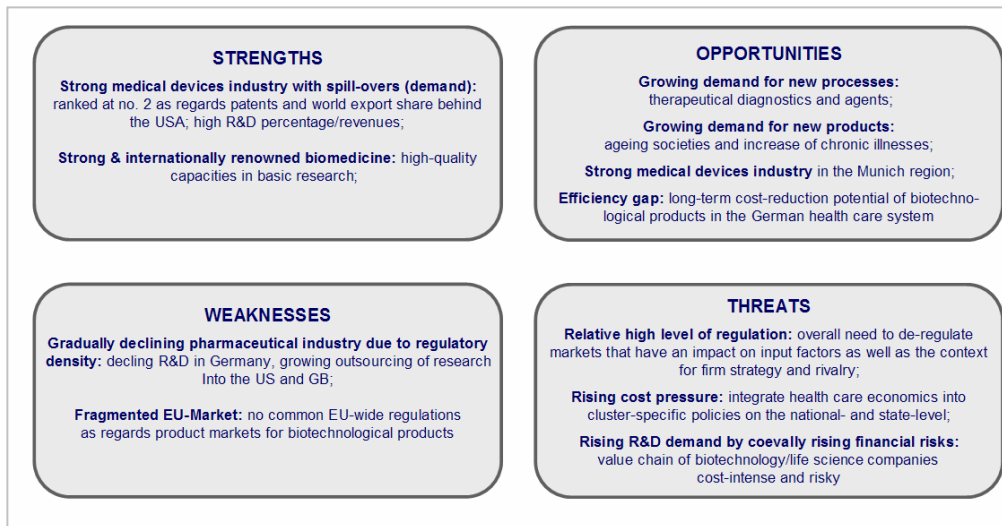 STRENGTHS
Strong medical devices industry with spill-overs (demand):
ranked at no. 2 as regards patents and world export share behind
the USA; high R&D percentage/revenues;
Strong & internationally renowned biomedicine: high-quality
capacities in basic research;
OPPORTUNITIES
Growing demand for new processes:
therapeutical diagnostics and agents;
Growing demand for new products:
ageing societies and increase of chronic illnesses;
Strong medical devices industry in the Munich region;
Efficiency gap: long-term cost-reduction potential of biotechno-
logical products in the German health care system
WEAKNESSES
Gradually declining pharmaceutical industry due to regulatory
density: decling R&D in Germany, growing outsourcing of research
Into the US and GB;
Fragmented EU-Market: no common EU-wide regulations
as regards product markets for biotechnological products
THREATS
Relative high level of regulation: overall need to de-regulate
markets that have an impact on input factors as well as the context
for firm strategy and rivalry;
Rising cost pressure: integrate health care economics into
cluster-specific policies on the national- and state-level;
Rising R&D demand by coevally rising financial risks:
value chain of biotechnology/life science companies
cost-intense and risky